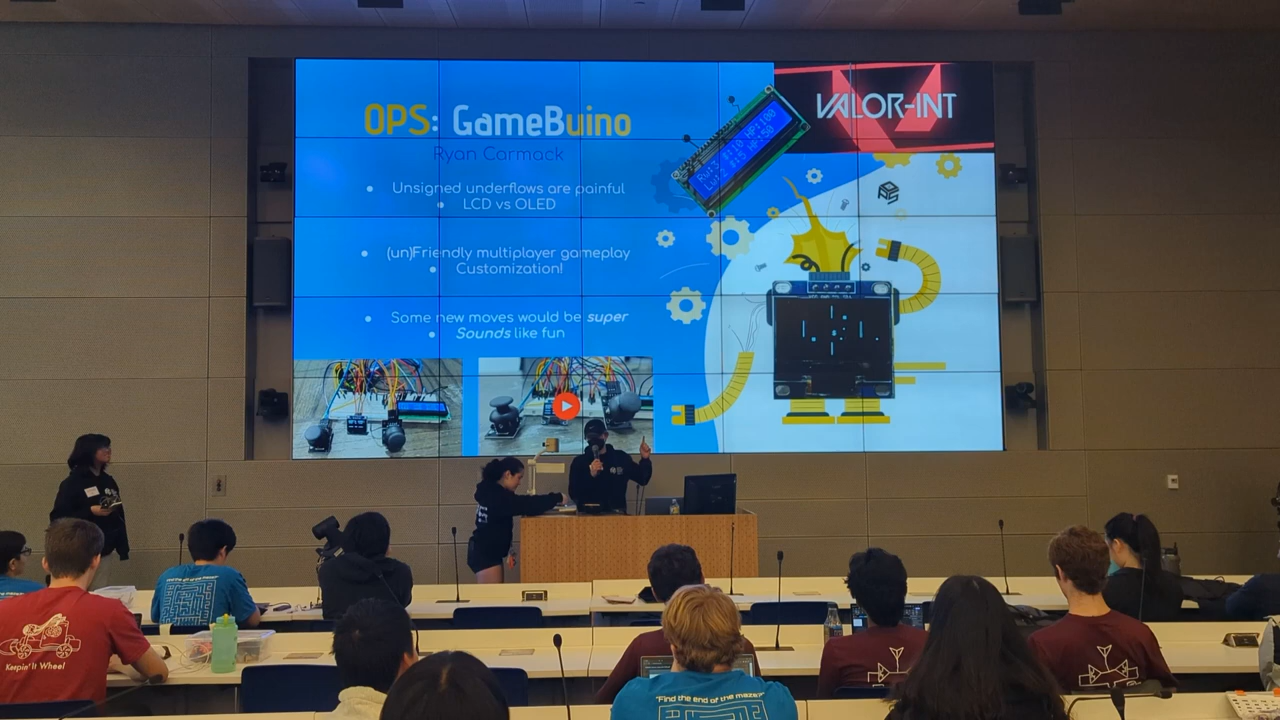 OPS: GameBuino
Ryan Carmack
Unsigned underflows are painful
LCD vs OLED
(un)Friendly multiplayer gameplay
Customization!
Some new moves would be super
Sounds like fun
VALOR-INT
OPS
Keepin' It Wheel
"Find the end of the maze?"